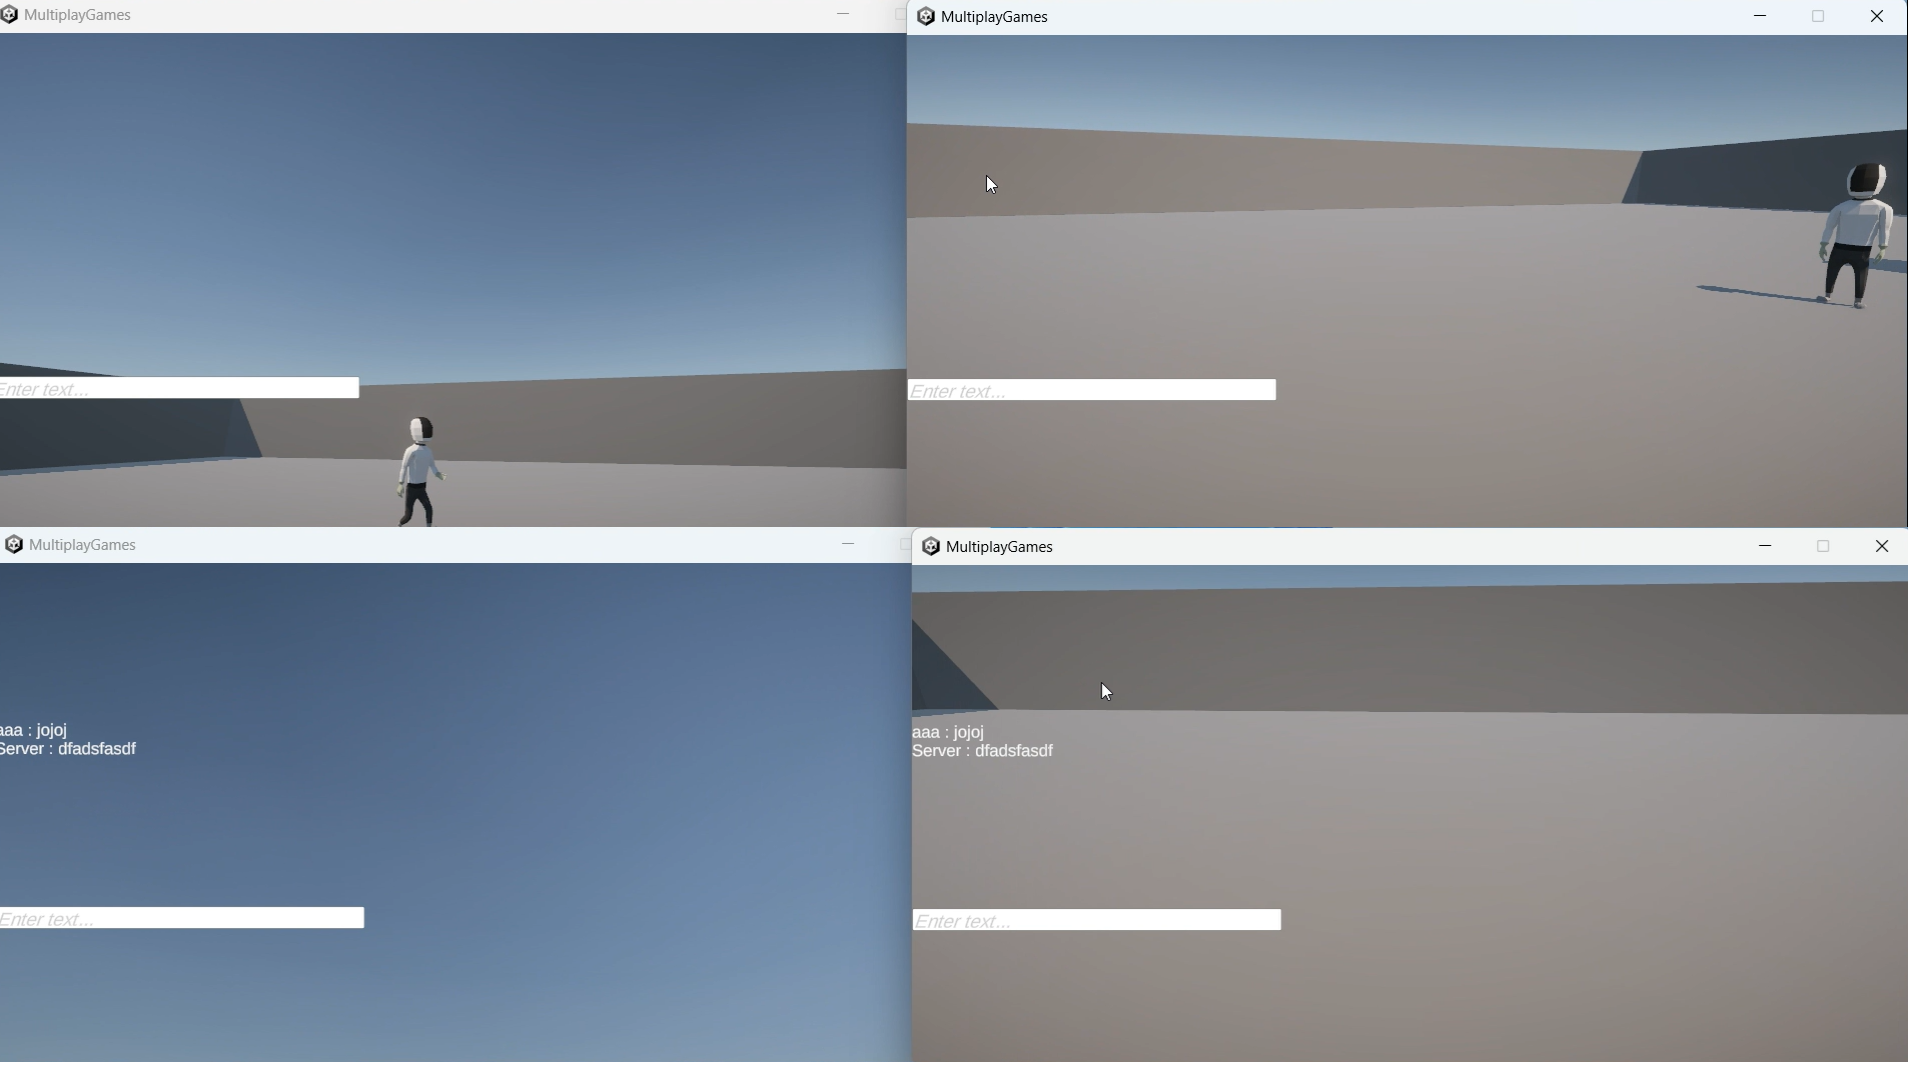 MultiplayGames
MultiplayGames
Enter text...
Enter text...
MultiplayGames
MultiplayGames
aaa : jojoj
Server : dfadsfasdf
aaa : jojoj
Server : dfadsfasdf
Enter text...
Enter text...